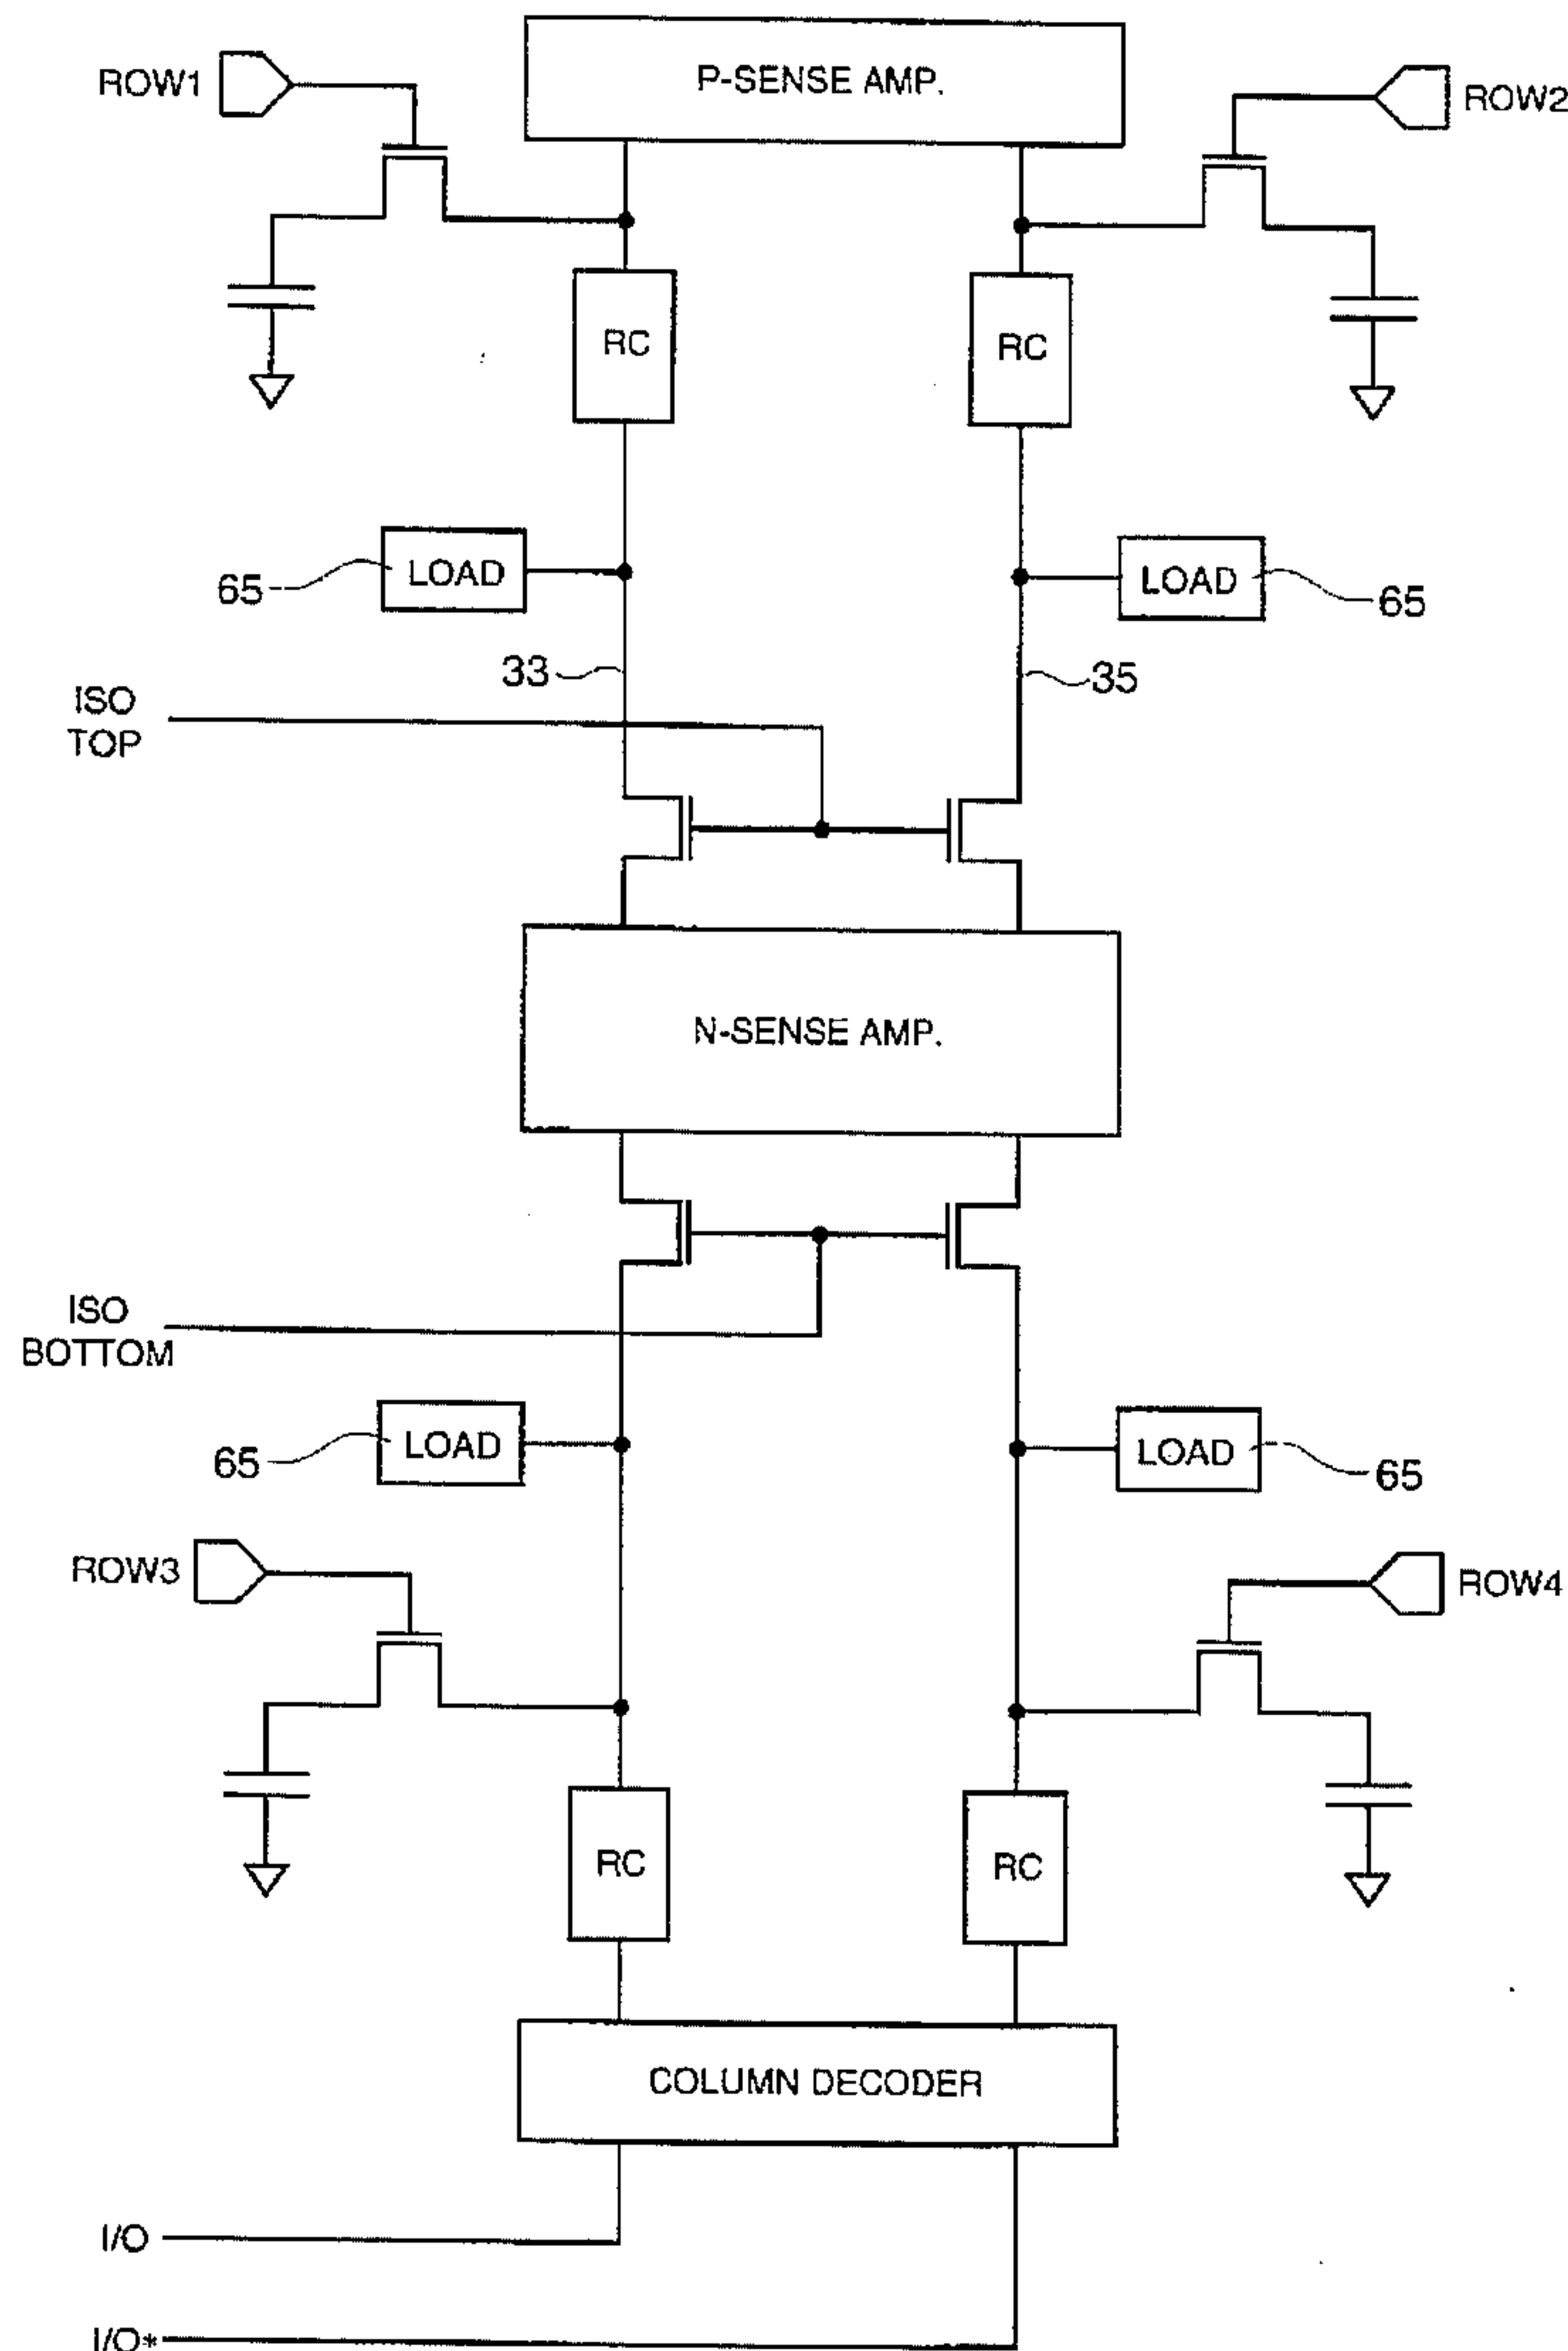 P-SENSE AMP.
ROW1
ROW2
RC
RC
LOAD
65
LOAD
65
33
35
ISO
TOP
N-SENSE AMP.
ISO
BOTTOM
LOAD
65
LOAD
65
ROW3
ROW4
RC
RC
COLUMN DECODER
I/O
I/O*